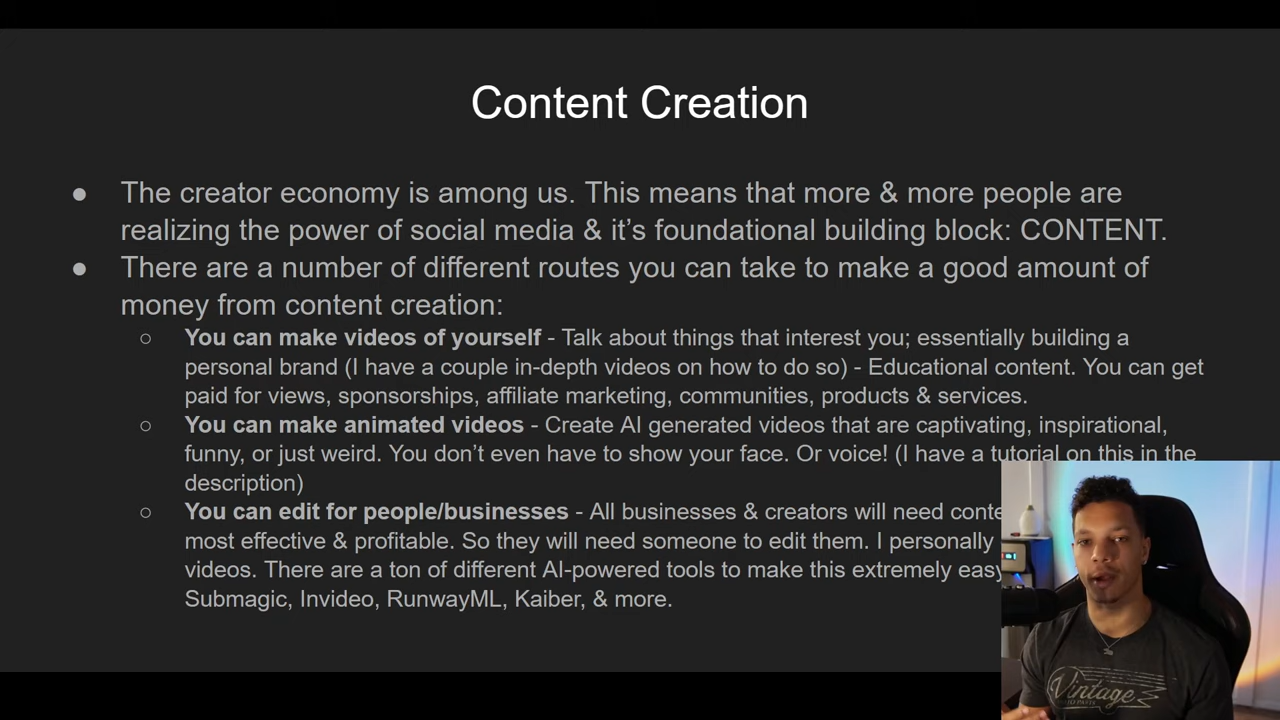 Content Creation
● The creator economy is among us. This means that more & more people are
realizing the power of social media & it’s foundational building block: CONTENT.
● There are a number of different routes you can take to make a good amount of
money from content creation:
○ You can make videos of yourself - Talk about things that interest you; essentially building a
personal brand (I have a couple in-depth videos on how to do so) - Educational content. You can get
paid for views, sponsorships, affiliate marketing, communities, products & services.
○ You can make animated videos - Create AI generated videos that are captivating, inspirational,
funny, or just weird. You don’t even have to show your face. Or voice! (I have a tutorial on this in the
description)
○ You can edit for people/businesses - All businesses & creators will need
most effective & profitable. So they will need someone to edit them. I personally
videos. There are a ton of different AI-powered tools to make this extremely easy
Submagic, Invideo, RunwayML, Kaiber, & more.
Vintage